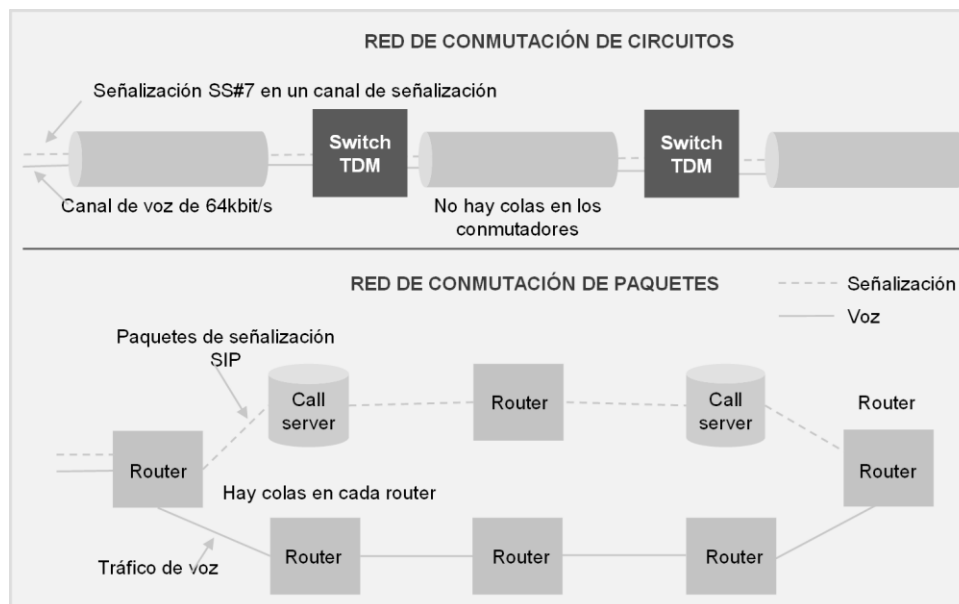 RED DE CONMUTACIÓN DE CIRCUITOS
Señalización SS#7 en un canal de señalización
Switch
TDM
Switch
TDM
Canal de voz de 64kbit/s
No hay colas en los
conmutadores
RED DE CONMUTACIÓN DE PAQUETES
Señalización
Voz
Paquetes de señalización
SIP
Call
server
Router
Call
server
Router
Router
Router
Hay colas en cada router
Router
Router
Router
Tráfico de voz